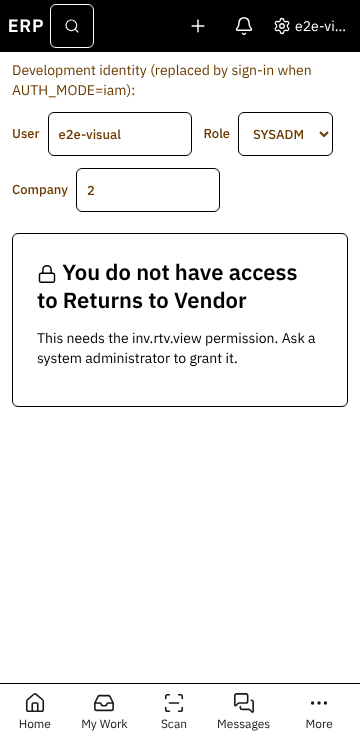 ERP
e2e-vi...
Development identity (replaced by sign-in when
AUTH_MODE=iam):
User e2e-visual Role SYSADM
Company 2
You do not have access
to Returns to Vendor
This needs the inv.rtv.view permission. Ask a
system administrator to grant it.
Home My Work Scan Messages More